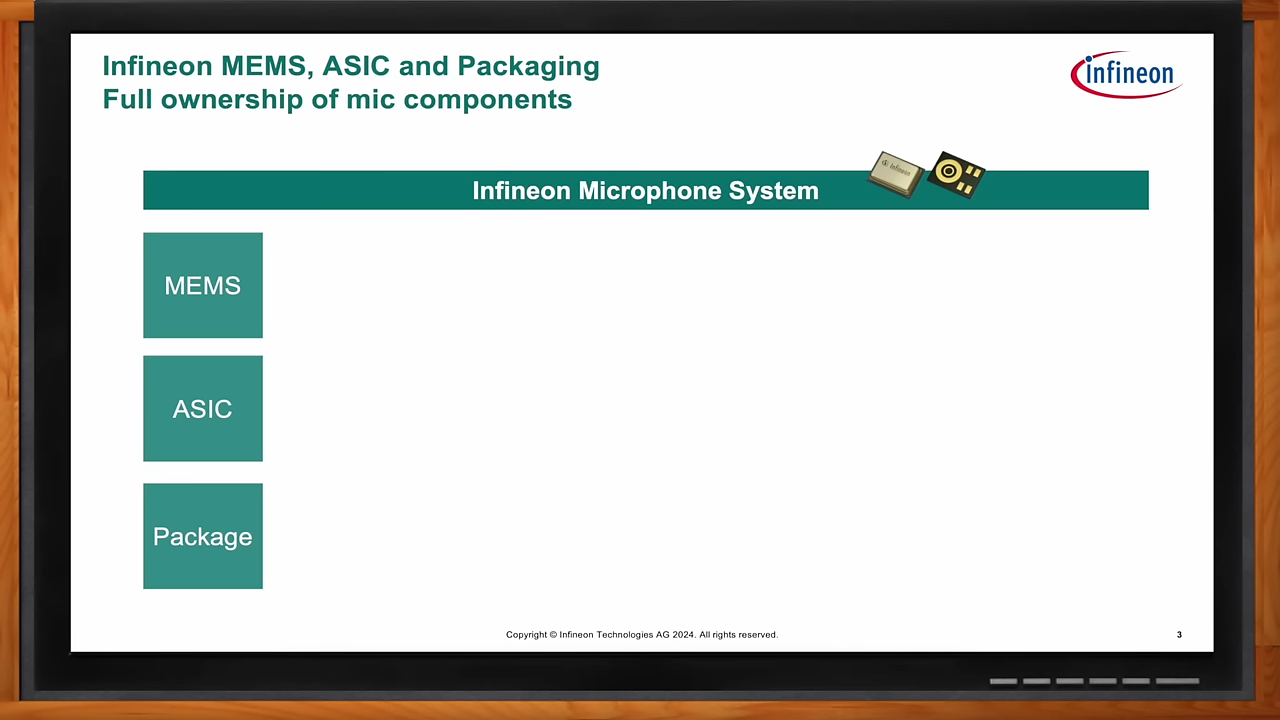 Infineon MEMS, ASIC and Packaging
Full ownership of mic components
infineon
Infineon Microphone System
infineon
MEMS
ASIC
Package
Copyright © Infineon Technologies AG 2024. All rights reserved.
3